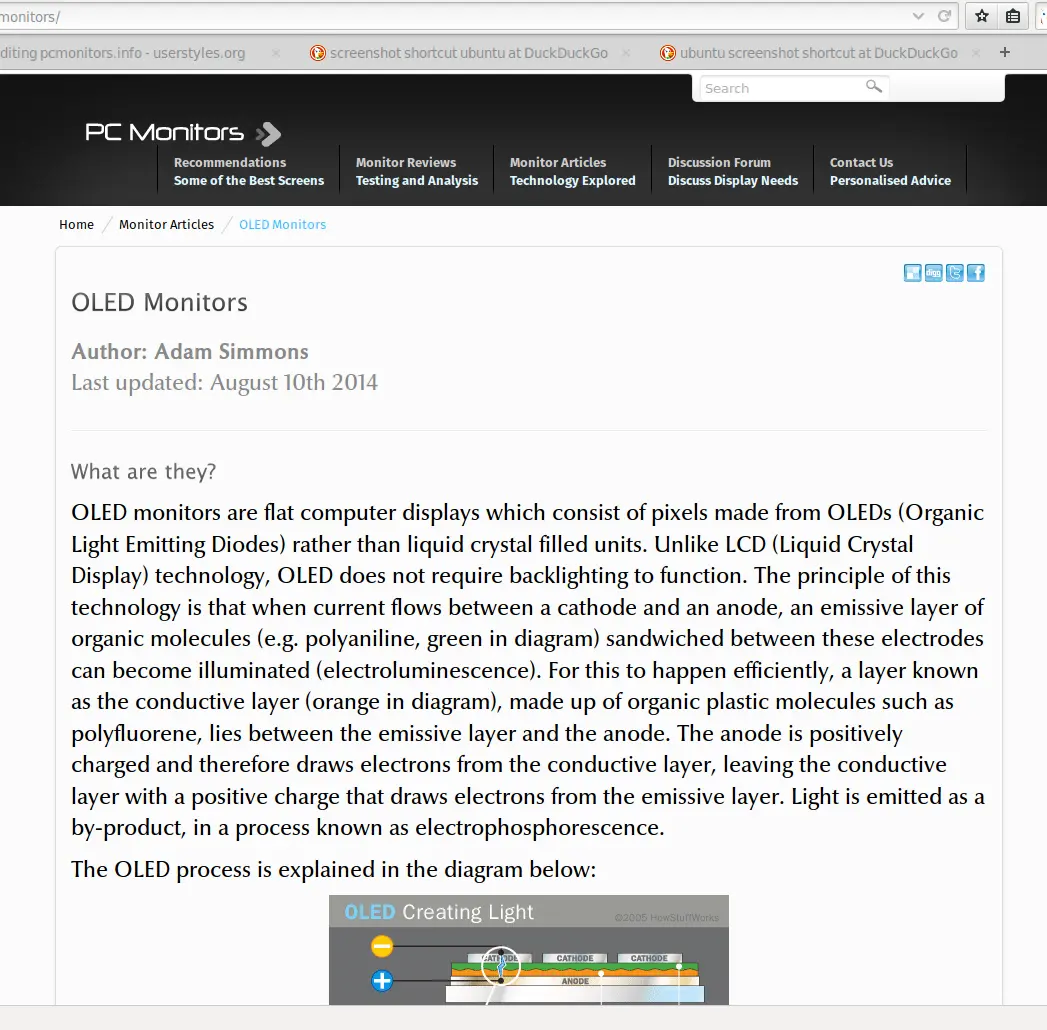 monitors/
diting pcmonitors.info - userstyles.org
screenshot shortcut ubuntu at DuckDuckGo
ubuntu screenshot shortcut at DuckDuckGo
Search
PC Monitors
Recommendations
Some of the Best Screens
Monitor Reviews
Testing and Analysis
Monitor Articles
Technology Explored
Discussion Forum
Discuss Display Needs
Contact Us
Personalised Advice
Home
Monitor Articles
OLED Monitors
digg
OLED Monitors
Author: Adam Simmons
Last updated: August 10th 2014
What are they?
OLED monitors are flat computer displays which consist of pixels made from OLEDs (Organic
Light Emitting Diodes) rather than liquid crystal filled units. Unlike LCD (Liquid Crystal
Display) technology, OLED does not require backlighting to function. The principle of this
technology is that when current flows between a cathode and an anode, an emissive layer of
organic molecules (e.g. polyaniline, green in diagram) sandwiched between these electrodes
can become illuminated (electroluminescence). For this to happen efficiently, a layer known
as the conductive layer (orange in diagram), made up of organic plastic molecules such as
polyfluorene, lies between the emissive layer and the anode. The anode is positively
charged and therefore draws electrons from the conductive layer, leaving the conductive
layer with a positive charge that draws electrons from the emissive layer. Light is emitted as a
by-product, in a process known as electrophosphorescence.
The OLED process is explained in the diagram below:
OLED Creating Light
©2005 HowStuffWorks
CATHODE
CATHODE
CATHODE
ANODE